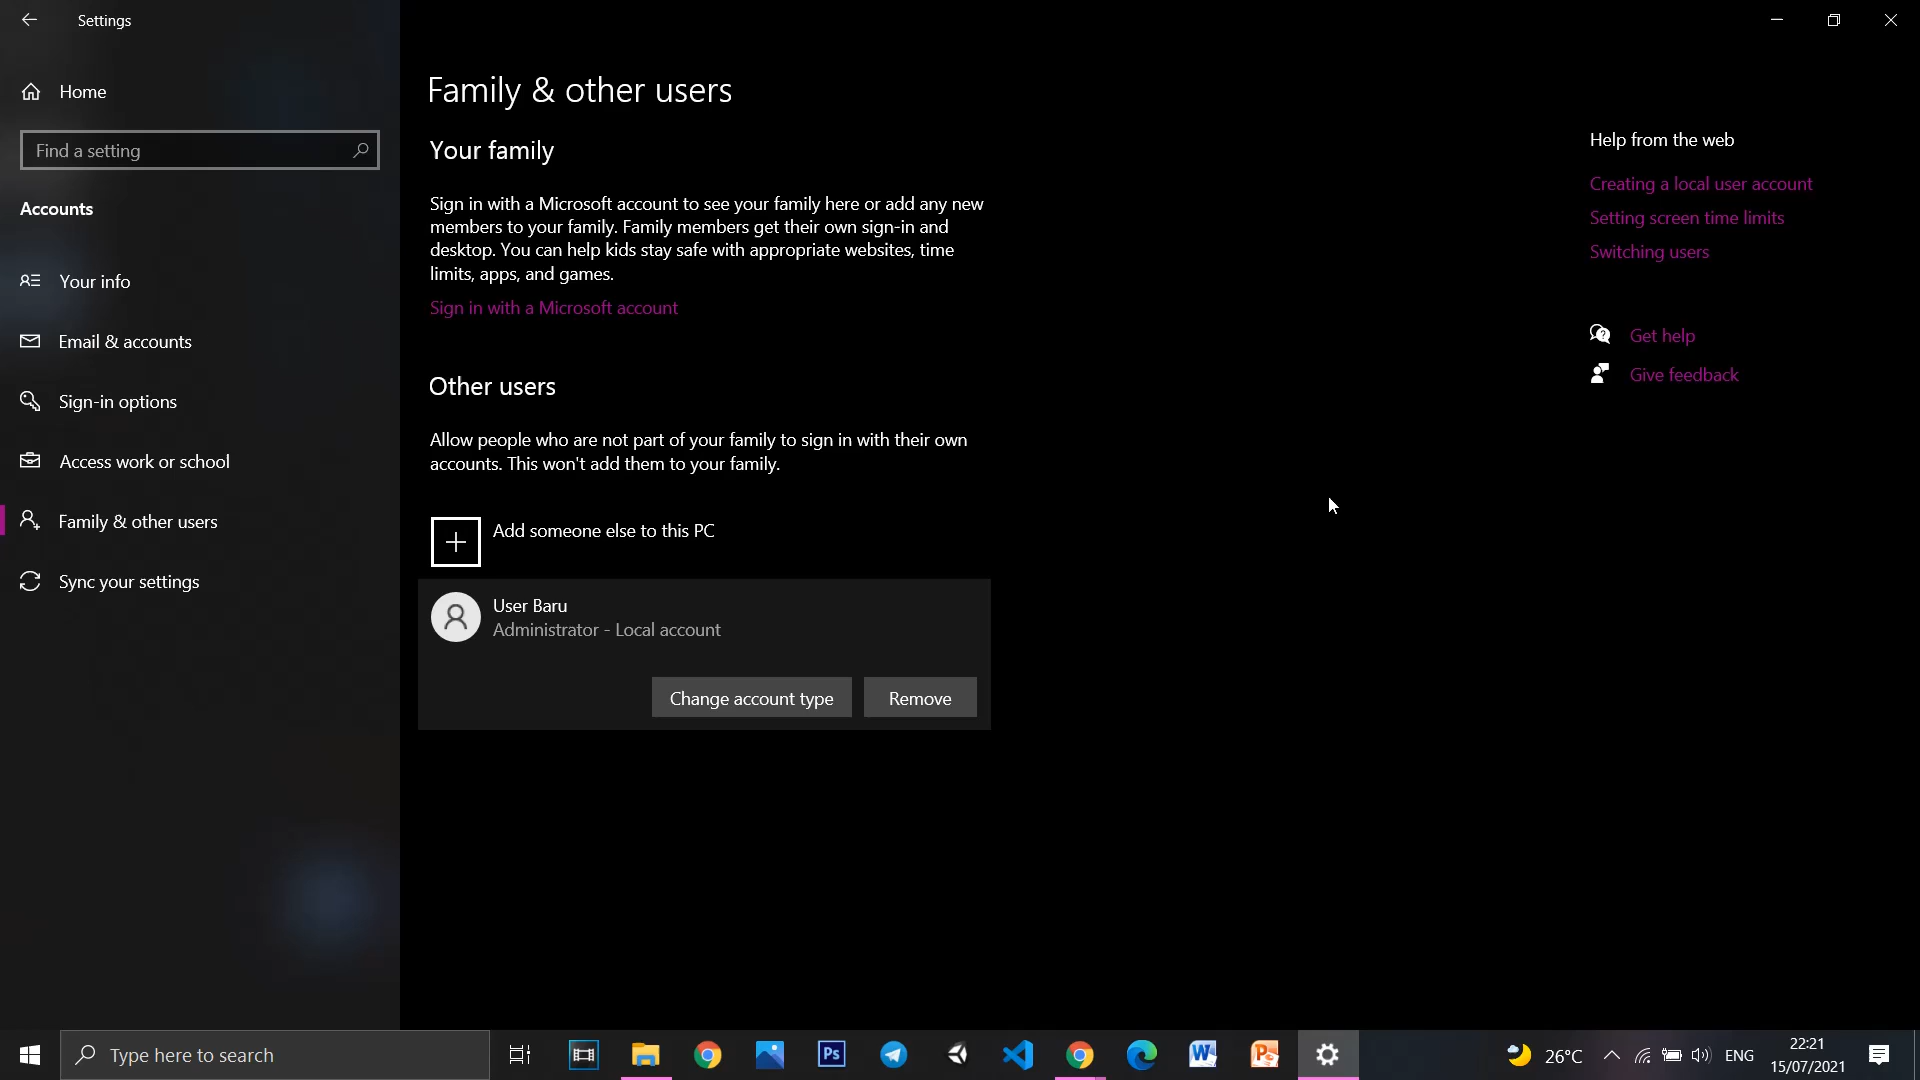 Settings
Home
Find a setting
Accounts
Your info
Email & accounts
Sign-in options
Access work or school
Family & other users
Sync your settings
Family & other users
Your family
Sign in with a Microsoft account to see your family here or add any new
members to your family. Family members get their own sign-in and
desktop. You can help kids stay safe with appropriate websites, time
limits, apps, and games.
Sign in with a Microsoft account
Other users
Allow people who are not part of your family to sign in with their own
accounts. This won't add them to your family.
Add someone else to this PC
User Baru
Administrator - Local account
Change account type
Remove
Help from the web
Creating a local user account
Setting screen time limits
Switching users
Get help
Give feedback
Type here to search
Ps
26°C
ENG
22:21
15/07/2021